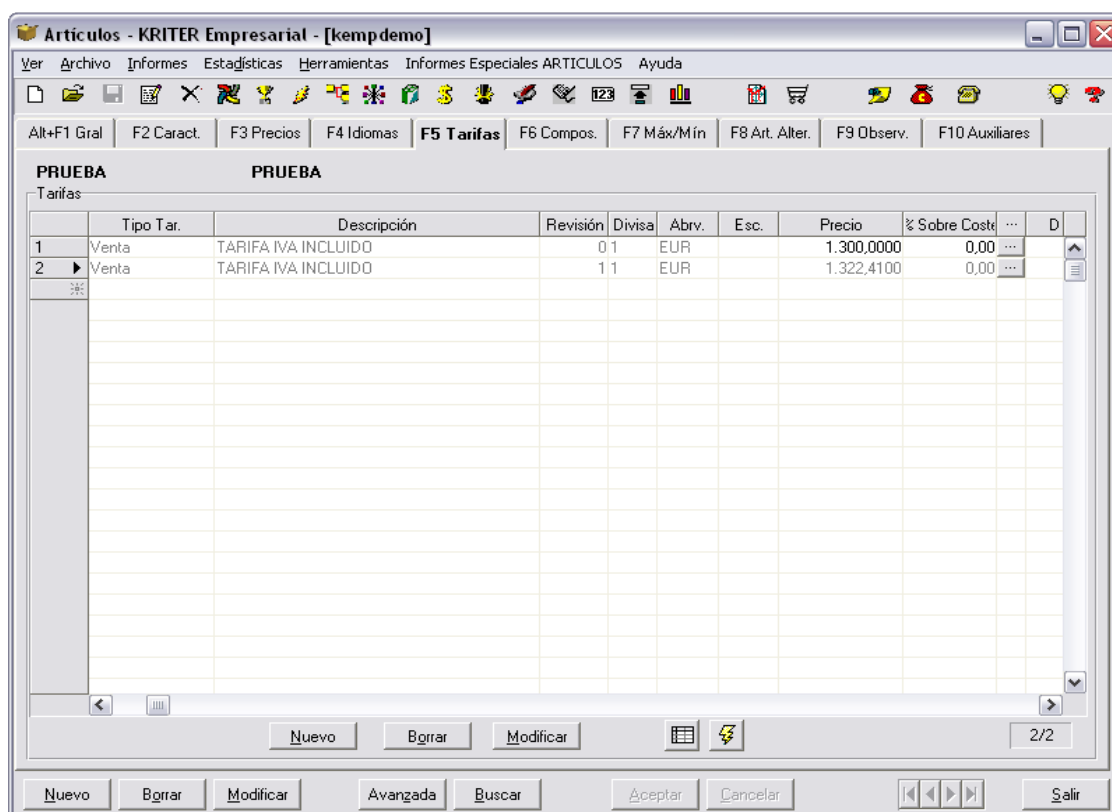 Artículos - KRITER Empresarial - [kempdemo]
Ver Archivo Informes Estadísticas Herramientas Informes Especiales ARTICULOS Ayuda
123
Alt+F1 Gral F2 Caract. F3 Precios F4 Idiomas F5 Tarifas F6 Compos. F7 Máx/Mín F8 Art. Alter. F9 Observ. F10 Auxiliares
PRUEBA PRUEBA
Tarifas
Tipo Tar. Descripción Revisión Divisa Abrv. Esc. Precio % Sobre Coste ... D
1 Venta TARIFA IVA INCLUIDO 0 1 EUR 1.300,0000 0,00 ...
2 Venta TARIFA IVA INCLUIDO 1 1 EUR 1.322,4100 0,00 ...
Nuevo Borrar Modificar 2/2
Nuevo Borrar Modificar Avanzada Buscar Aceptar Cancelar Salir